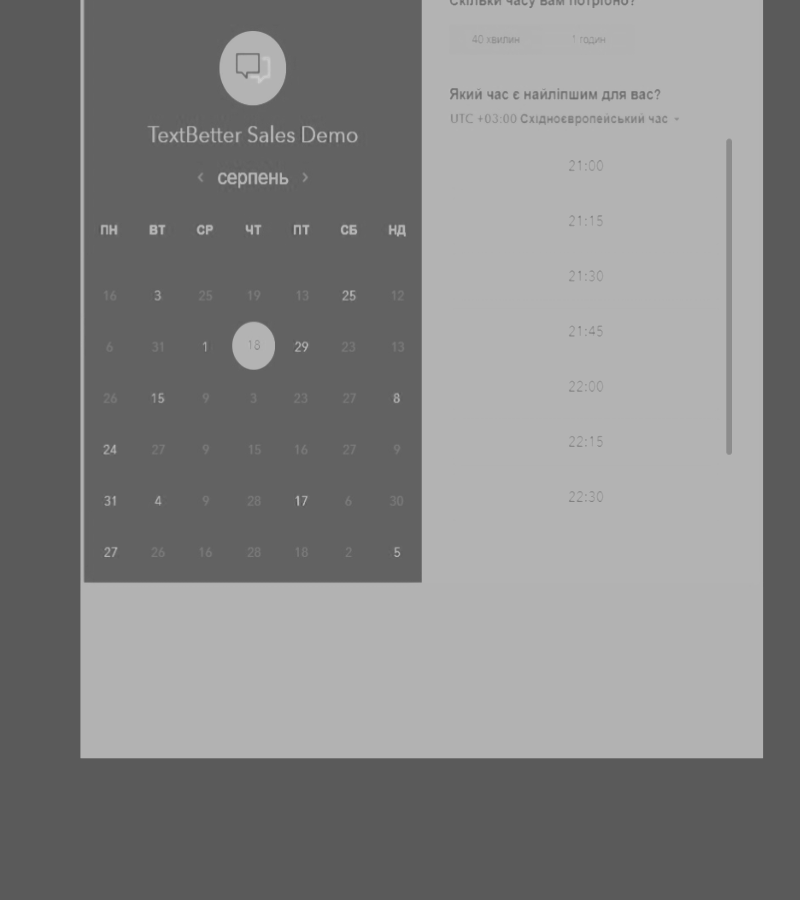 TextBetter Sales Demo
‹ серпень ›
ПН ВТ СР ЧТ ПТ СБ НД
16 3 25 19 13 25 12
6 31 1 18 29 23 13
26 15 9 3 23 27 8
24 27 9 15 16 27 9
31 4 9 28 17 6 30
27 26 16 28 18 2 5
Скільки часу вам потрібно?
40 хвилин 1 годин
Який час є найліпшим для вас?
UTC +03:00 Східноєвропейський час
21:00
21:15
21:30
21:45
22:00
22:15
22:30